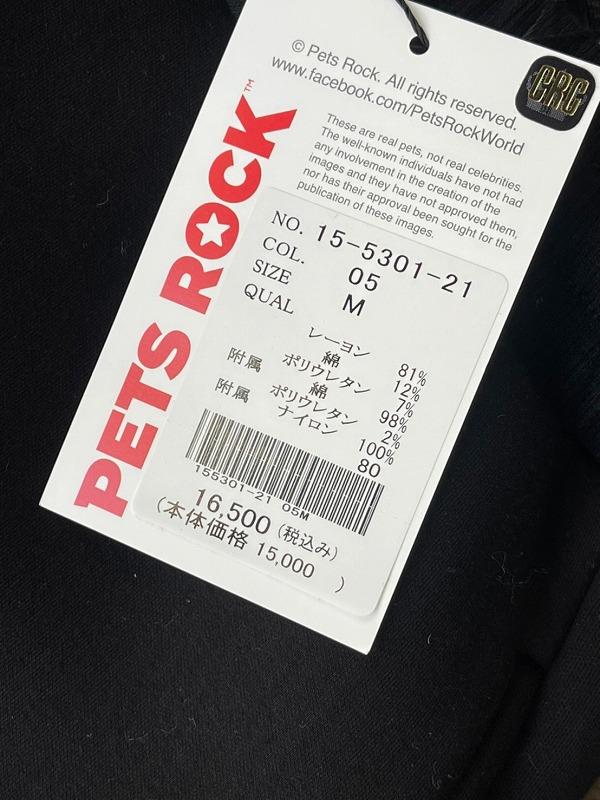 © Pets Rock. All rights reserved.
www.facebook.com/PetsRockWorld
CRG
PETS ROCK™
These are real pets, not real celebrities.
The well-known individuals have not had
any involvement in the creation of the
images and they have not approved them,
nor has their approval been sought for the
publication of these images.
NO. 15-5301-21
COL. 05
SIZE M
QUAL
レーヨン 81%
綿 12%
附属 ポリウレタン 7%
綿 98%
附属 ポリウレタン 2%
ナイロン 100%
80
155301-21 05M
16,500 (税込み)
(本体価格 15,000 )